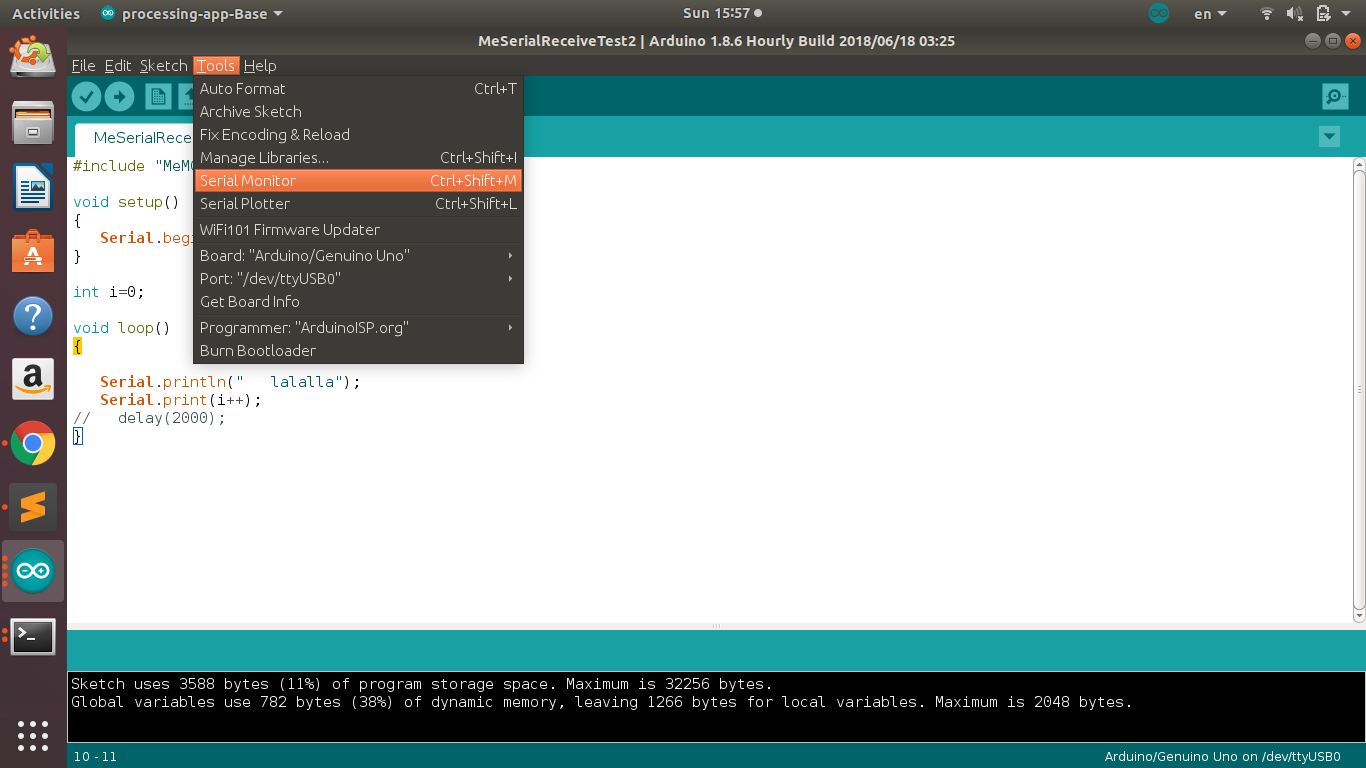 Activities processing-app-Base Sun 15:57 en
MeSerialReceiveTest2 | Arduino 1.8.6 Hourly Build 2018/06/18 03:25
File Edit Sketch Tools Help
Auto Format Ctrl+T
Archive Sketch
Fix Encoding & Reload
Manage Libraries... Ctrl+Shift+I
Serial Monitor Ctrl+Shift+M
Serial Plotter Ctrl+Shift+L
WiFi101 Firmware Updater
Board: "Arduino/Genuino Uno"
Port: "/dev/ttyUSB0"
Get Board Info
Programmer: "ArduinoISP.org"
Burn Bootloader
MeSerialRece
#include "MeM
void setup()
{
Serial.begi
}
int i=0;
void loop()
{
Serial.println("   lalalla");
Serial.print(i++);
//   delay(2000);
}
Sketch uses 3588 bytes (11%) of program storage space. Maximum is 32256 bytes.
Global variables use 782 bytes (38%) of dynamic memory, leaving 1266 bytes for local variables. Maximum is 2048 bytes.
10 - 11 Arduino/Genuino Uno on /dev/ttyUSB0